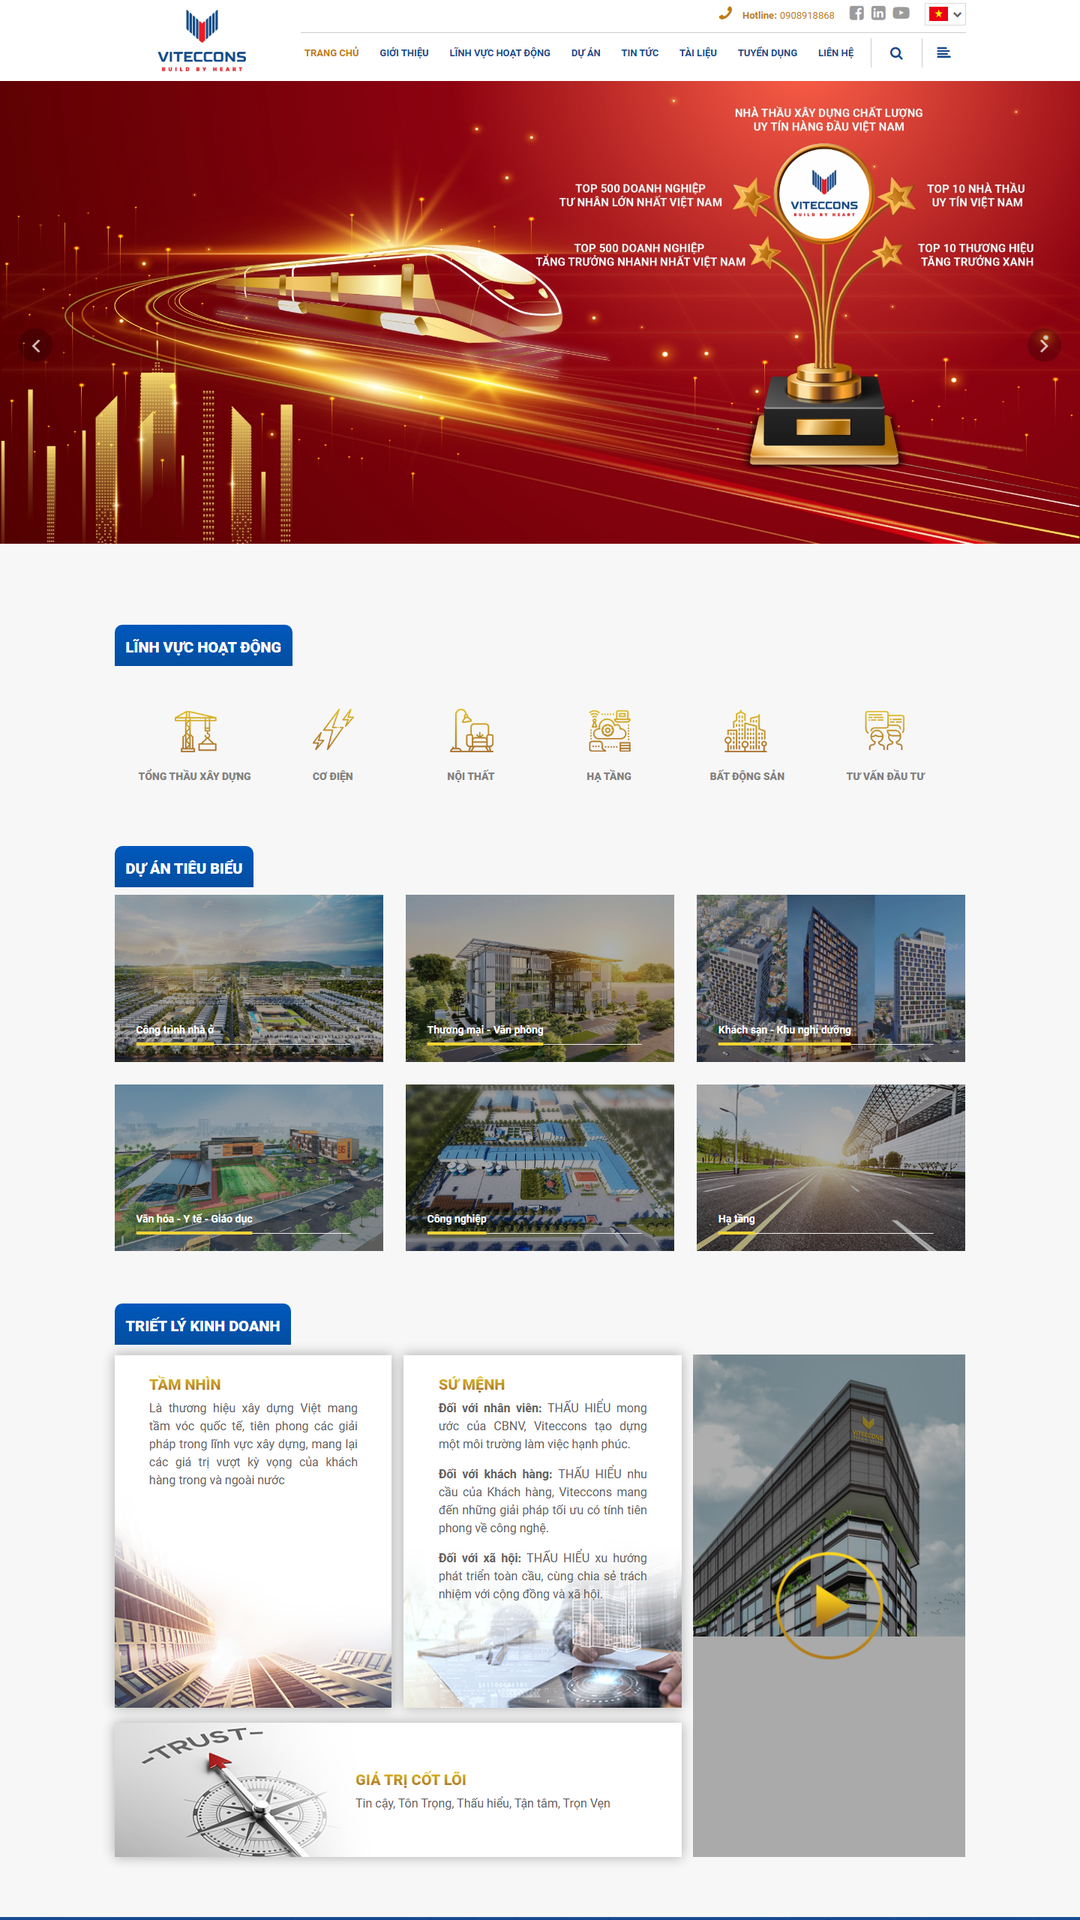 VITECCONS
BUILD BY HEART
Hotline: 0908918868
TRANG CHỦ
GIỚI THIỆU
LĨNH VỰC HOẠT ĐỘNG
DỰ ÁN
TIN TỨC
TÀI LIỆU
TUYỂN DỤNG
LIÊN HỆ
NHÀ THẦU XÂY DỰNG CHẤT LƯỢNG
UY TÍN HÀNG ĐẦU VIỆT NAM
TOP 500 DOANH NGHIỆP
TƯ NHÂN LỚN NHẤT VIỆT NAM
VITECCONS
BUILD BY HEART
TOP 10 NHÀ THẦU
UY TÍN VIỆT NAM
TOP 500 DOANH NGHIỆP
TĂNG TRƯỞNG NHANH NHẤT VIỆT NAM
TOP 10 THƯƠNG HIỆU
TĂNG TRƯỞNG XANH
LĨNH VỰC HOẠT ĐỘNG
TỔNG THẦU XÂY DỰNG
CƠ ĐIỆN
NỘI THẤT
HẠ TẦNG
BẤT ĐỘNG SẢN
TƯ VẤN ĐẦU TƯ
DỰ ÁN TIÊU BIỂU
Công trình nhà ở
Thương mại - Văn phòng
Khách sạn - Khu nghỉ dưỡng
Văn hóa - Y tế - Giáo dục
Công nghiệp
Hạ tầng
TRIẾT LÝ KINH DOANH
TẦM NHÌN
Là thương hiệu xây dựng Việt mang
tầm vóc quốc tế, tiên phong các giải
pháp trong lĩnh vực xây dựng, mang lại
các giá trị vượt kỳ vọng của khách
hàng trong và ngoài nước
SỨ MỆNH
Đối với nhân viên: THẤU HIỂU mong
ước của CBNV, Viteccons tạo dựng
một môi trường làm việc hạnh phúc.
Đối với khách hàng: THẤU HIỂU nhu
cầu của Khách hàng, Viteccons mang
đến những giải pháp tối ưu có tính tiên
phong về công nghệ.
Đối với xã hội: THẤU HIỂU xu hướng
phát triển toàn cầu, cùng chia sẻ trách
nhiệm với cộng đồng và xã hội.
VITECCONS
-TRUST-
GIÁ TRỊ CỐT LÕI
Tin cậy, Tôn Trọng, Thấu hiểu, Tận tâm, Trọn Vẹn